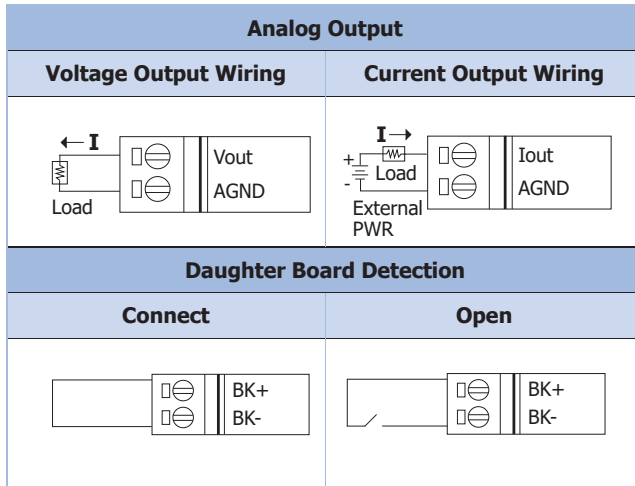 Analog Output
Voltage Output Wiring
Current Output Wiring
← I
Vout
AGND
Load
I →
+
-
Load
External
PWR
Iout
AGND
Daughter Board Detection
Connect
Open
BK+
BK-
BK+
BK-